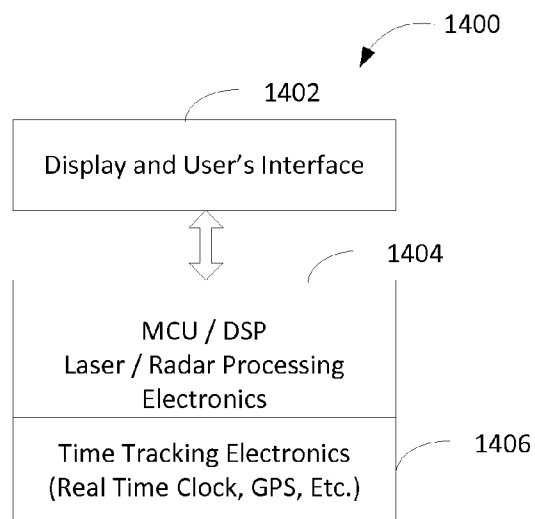 1400
1402
Display and User's Interface
1404
MCU / DSP
Laser / Radar Processing
Electronics
Time Tracking Electronics
(Real Time Clock, GPS, Etc.)
1406